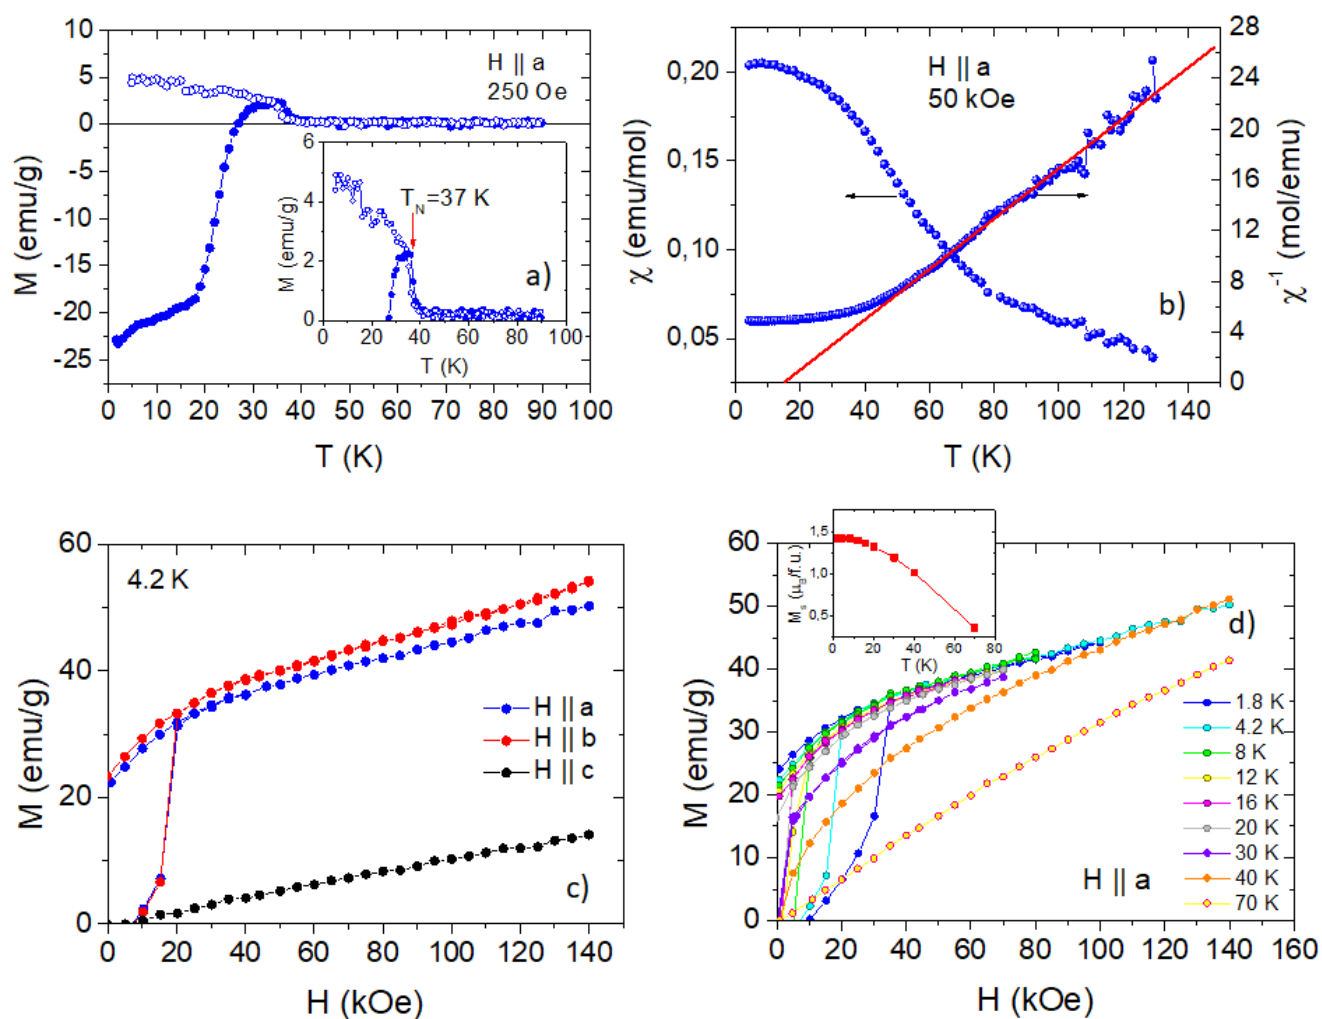 10
5
0
-5
-10
-15
-20
-25
M (emu/g)
0 10 20 30 40 50 60 70 80 90 100
T (K)
H || a
250 Oe
6
4
2
0
M (emu/g)
0 20 40 60 80 100
T (K)
T_N=37 K
a)
0,20
0,15
0,10
0,05
χ (emu/mol)
0 20 40 60 80 100 120 140
T (K)
H || a
50 kOe
28
24
20
16
12
8
4
0
χ⁻¹ (mol/emu)
b)
60
40
20
0
M (emu/g)
0 20 40 60 80 100 120 140
H (kOe)
4.2 K
H || a
H || b
H || c
c)
60
50
40
30
20
10
0
M (emu/g)
0 20 40 60 80 100 120 140 160
H (kOe)
1,5
1,0
0,5
M_s (μ_B/f.u.)
0 20 40 60 80
T (K)
d)
1.8 K
4.2 K
8 K
12 K
16 K
20 K
30 K
40 K
70 K
H || a